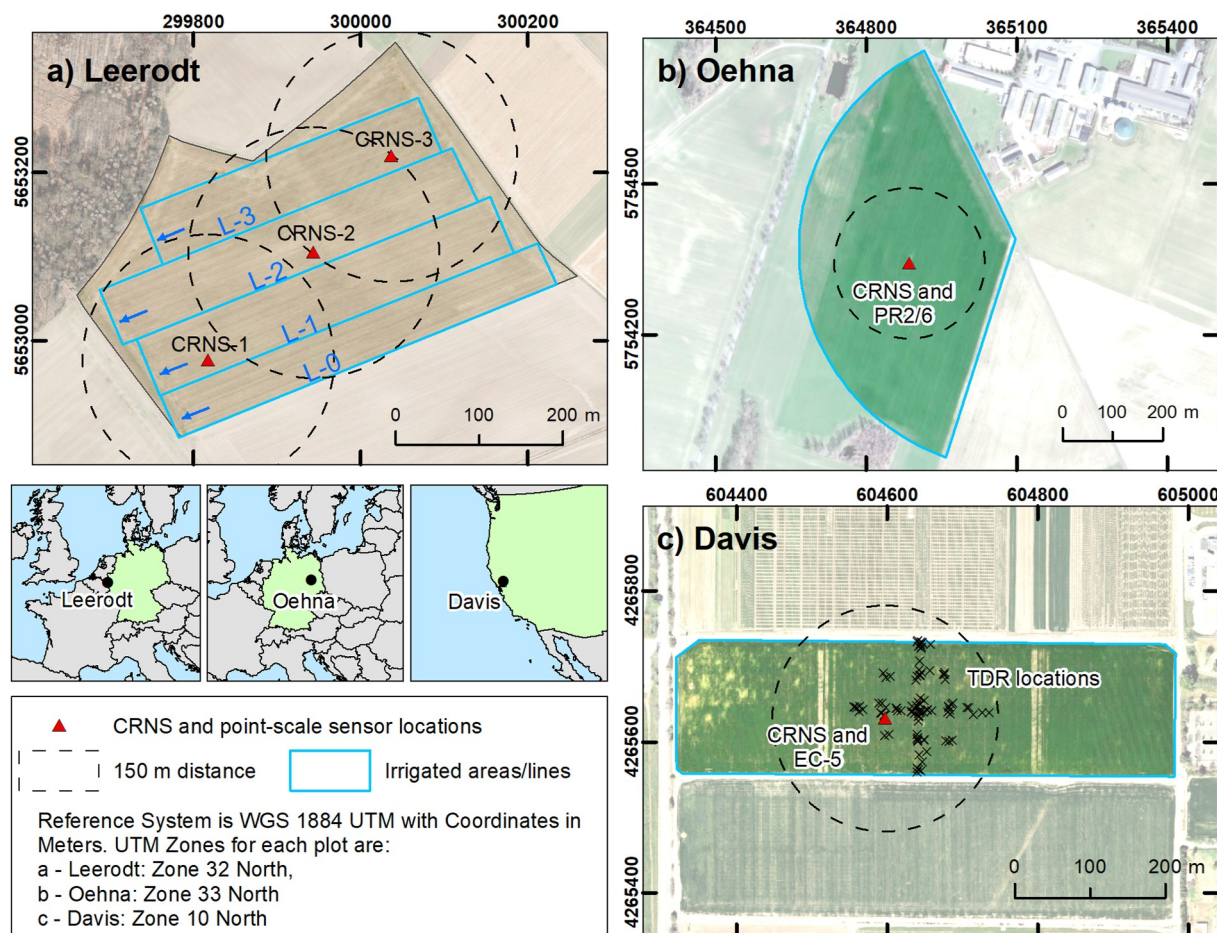 299800 300000 300200
a) Leerodt
5653200
5653000
CRNS-3
CRNS-2
CRNS-1
L-3
L-2
L-1
L-0
0 100 200 m
364500 364800 365100 365400
b) Oehna
5754500
5754200
CRNS and
PR2/6
0 100 200 m
Leerodt
Oehna
Davis
604400 604600 604800 605000
c) Davis
4265800
4265600
4265400
TDR locations
CRNS and
EC-5
0 100 200 m
CRNS and point-scale sensor locations
150 m distance
Irrigated areas/lines
Reference System is WGS 1884 UTM with Coordinates in
Meters. UTM Zones for each plot are:
a - Leerodt: Zone 32 North,
b - Oehna: Zone 33 North
c - Davis: Zone 10 North